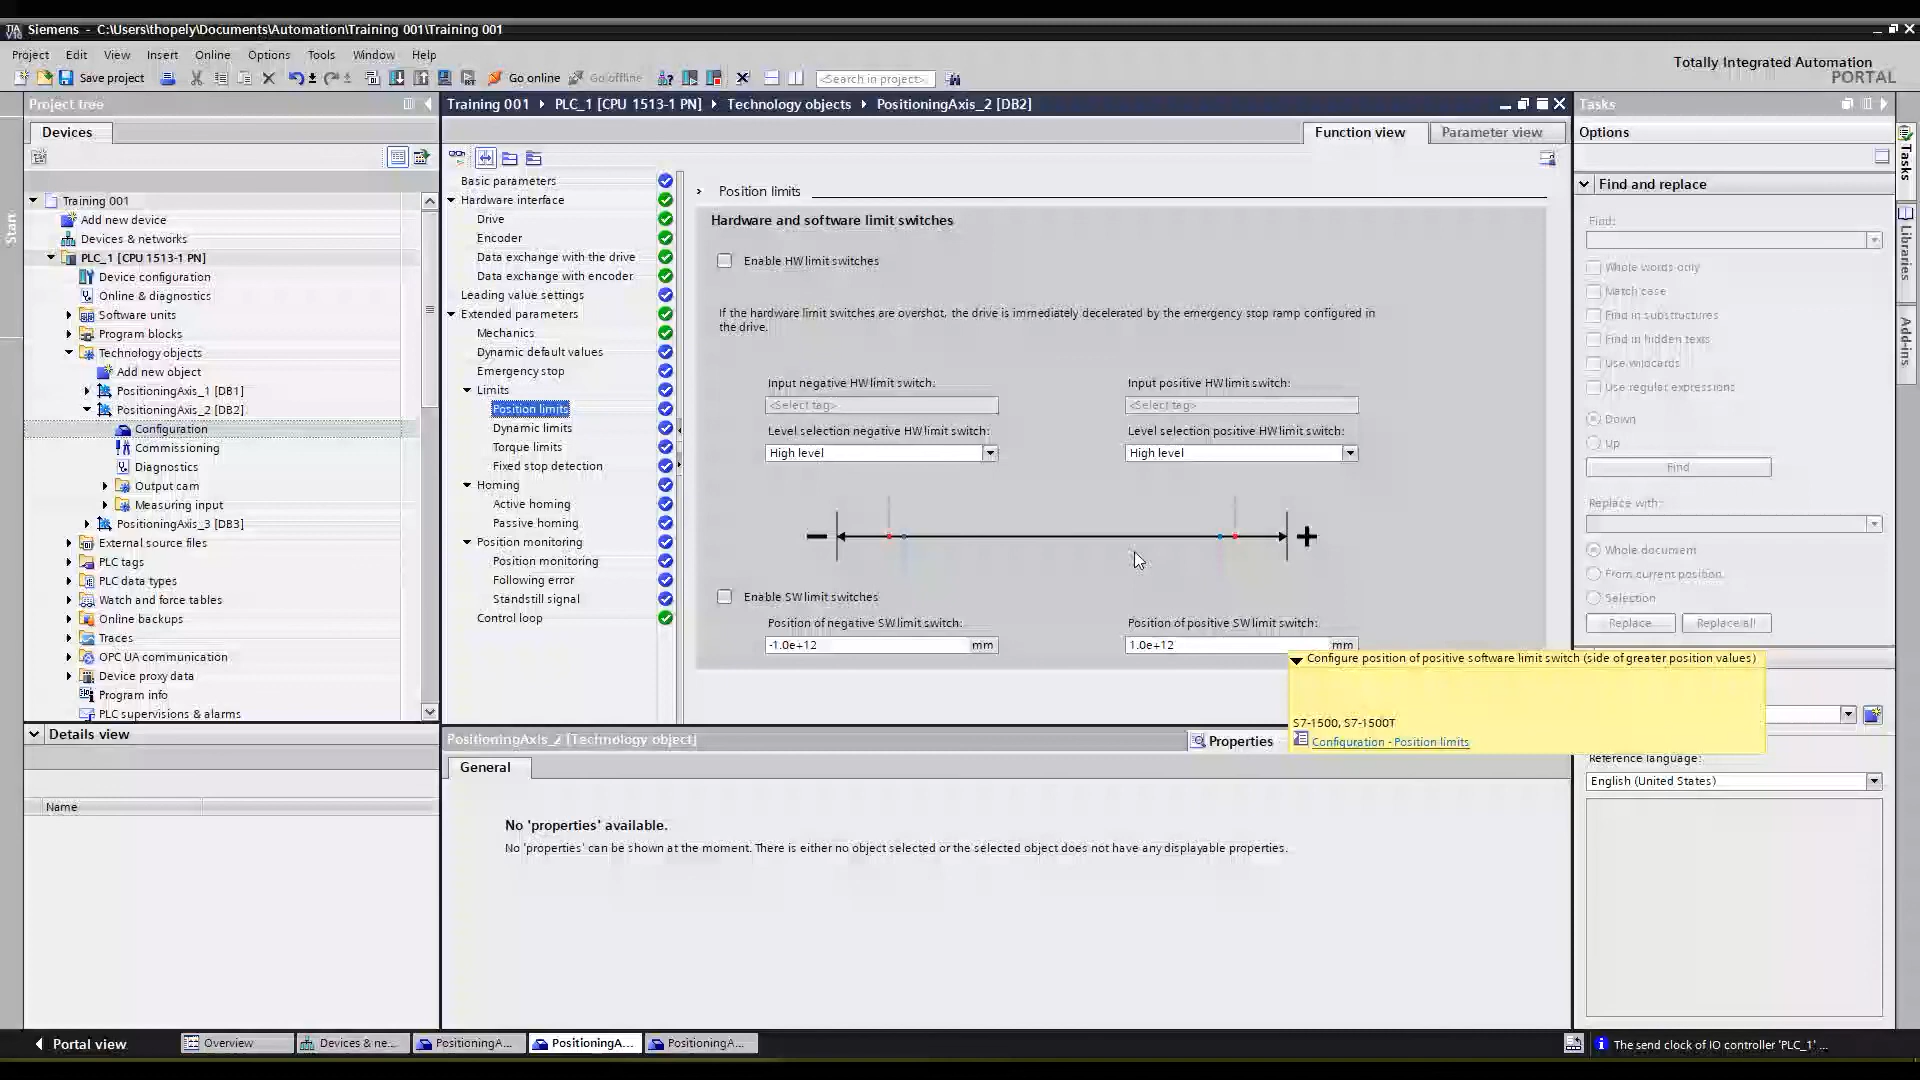 Siemens - C:\Users\thopely\Documents\Automation\Training 001\Training 001
Project Edit View Insert Online Options Tools Window Help
Totally Integrated Automation
PORTAL
Save project
Go online
Go offline
<Search in project>
Project tree
Training 001 PLC_1 [CPU 1513-1 PN] Technology objects PositioningAxis_2 [DB2]
Tasks
Devices
Function view
Parameter view
Options
Start
Training 001
Add new device
Devices & networks
PLC_1 [CPU 1513-1 PN]
Device configuration
Online & diagnostics
Software units
Program blocks
Technology objects
Add new object
PositioningAxis_1 [DB1]
PositioningAxis_2 [DB2]
Configuration
Commissioning
Diagnostics
Output cam
Measuring input
PositioningAxis_3 [DB3]
External source files
PLC tags
PLC data types
Watch and force tables
Online backups
Traces
OPC UA communication
Device proxy data
Program info
PLC supervisions & alarms
Details view
Name
Basic parameters
Hardware interface
Drive
Encoder
Data exchange with the drive
Data exchange with encoder
Leading value settings
Extended parameters
Mechanics
Dynamic default values
Emergency stop
Limits
Position limits
Dynamic limits
Torque limits
Fixed stop detection
Homing
Active homing
Passive homing
Position monitoring
Position monitoring
Following error
Standstill signal
Control loop
Position limits
Hardware and software limit switches
Enable HW limit switches
If the hardware limit switches are overshot, the drive is immediately decelerated by the emergency stop ramp configured in
the drive.
Input negative HW limit switch:
Input positive HW limit switch:
<Select tag>
<Select tag>
Level selection negative HW limit switch:
Level selection positive HW limit switch:
High level
High level
Enable SW limit switches
Position of negative SW limit switch:
Position of positive SW limit switch:
-1.0e+12 mm
1.0e+12 mm
Configure position of positive software limit switch (side of greater position values)
S7-1500, S7-1500T
Configuration - Position limits
PositioningAxis_2 [Technology object]
Properties
General
No 'properties' available.
No 'properties' can be shown at the moment. There is either no object selected or the selected object does not have any displayable properties.
Find and replace
Find:
Whole words only
Match case
Find in substructures
Find in hidden texts
Use wildcards
Use regular expressions
Down
Up
Find
Replace with:
Whole document
From current position
Selection
Replace
Replace all
Reference language:
English (United States)
Tasks
Libraries
Add-ins
Portal view
Overview
Devices & ne...
PositioningA...
PositioningA...
PositioningA...
The send clock of IO controller 'PLC_1' ...